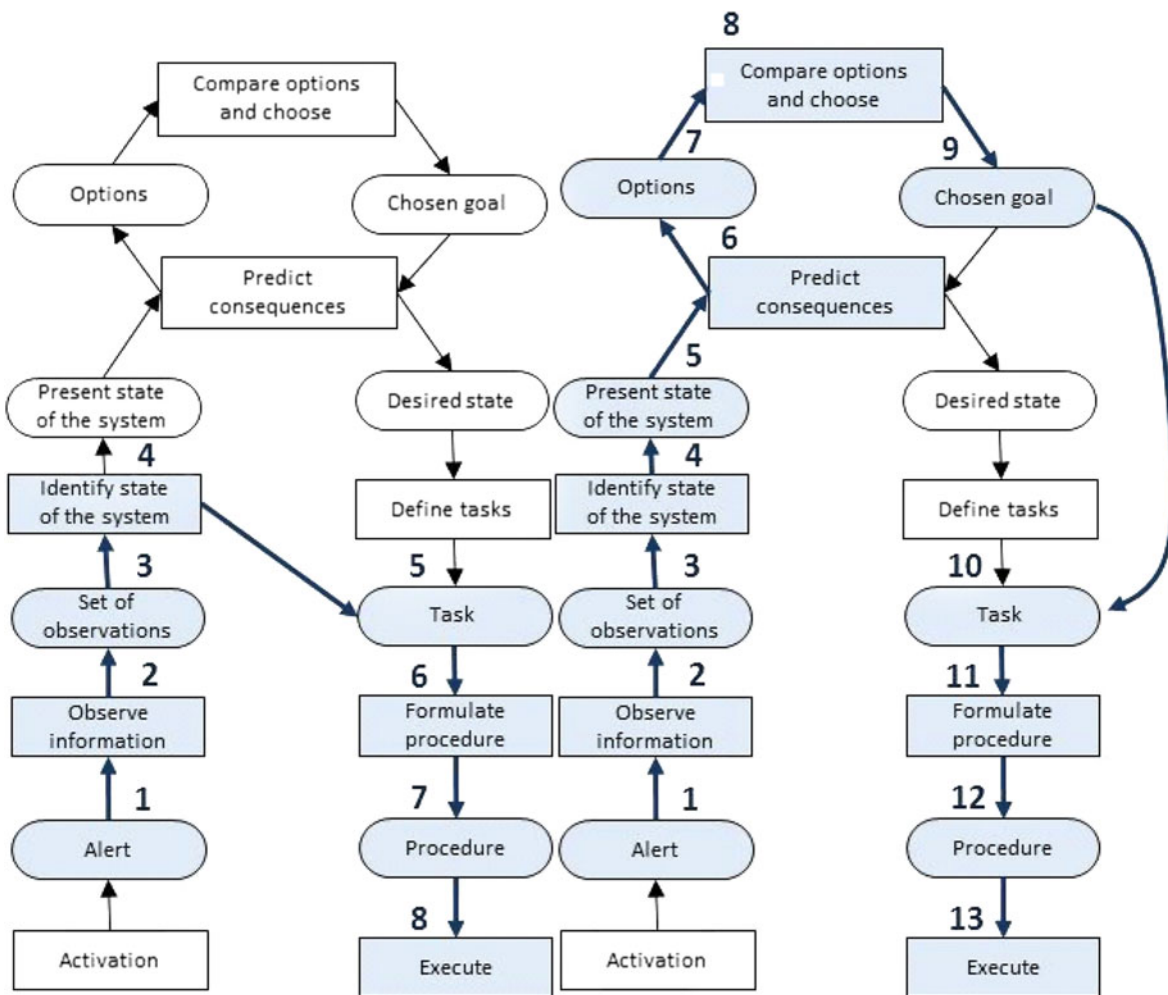 8
Compare options
and choose
Compare options
and choose
7
9
Options
Chosen goal
Options
Chosen goal
6
Predict
consequences
Predict
consequences
5
Present state
of the system
Desired state
Present state
of the system
Desired state
4
4
Identify state
of the system
Define tasks
Identify state
of the system
Define tasks
3
5
3
10
Set of
observations
Task
Set of
observations
Task
2
6
2
11
Observe
information
Formulate
procedure
Observe
information
Formulate
procedure
1
7
1
12
Alert
Procedure
Alert
Procedure
8
13
Activation
Execute
Activation
Execute